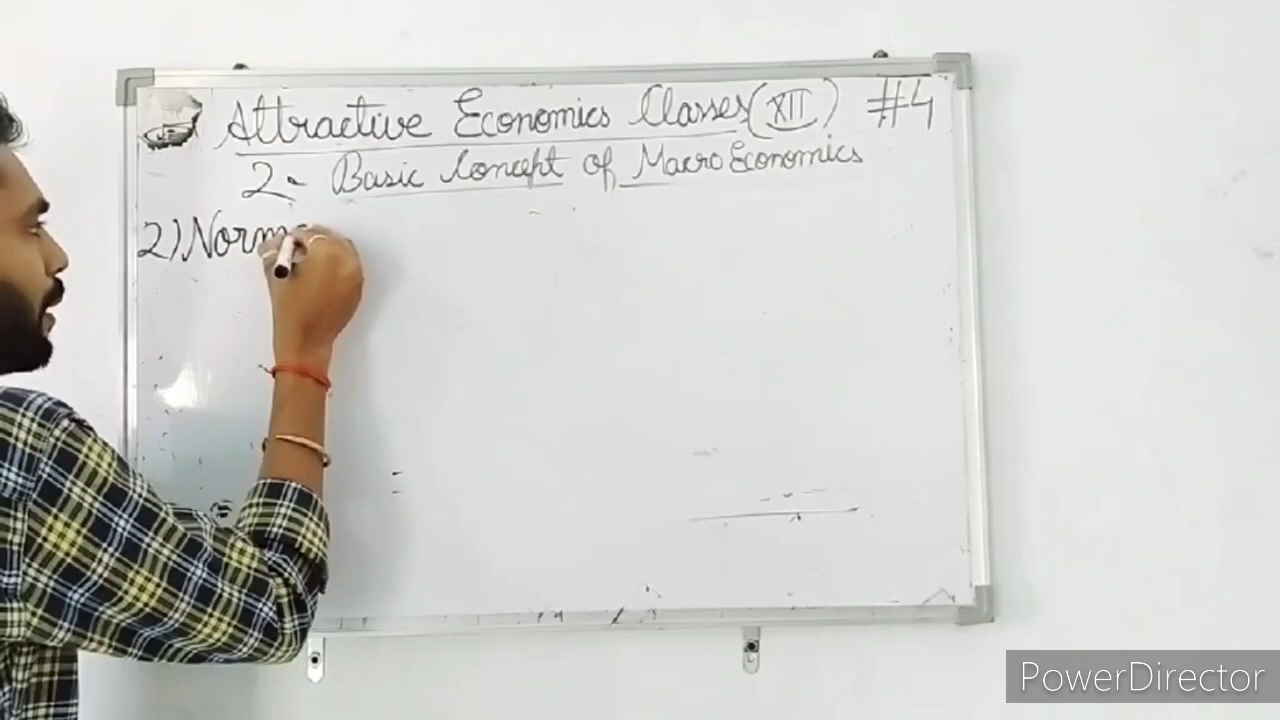 Attractive Economics Classes (XII) #4
2- Basic Concept of Macro Economics
2) Norm
PowerDirector